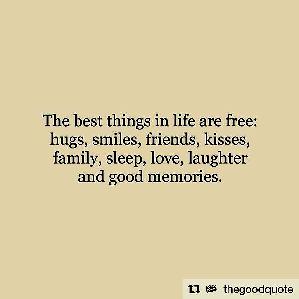 The best things in life are free:
hugs, smiles, friends, kisses,
family, sleep, love, laughter
and good memories.
thegoodquote